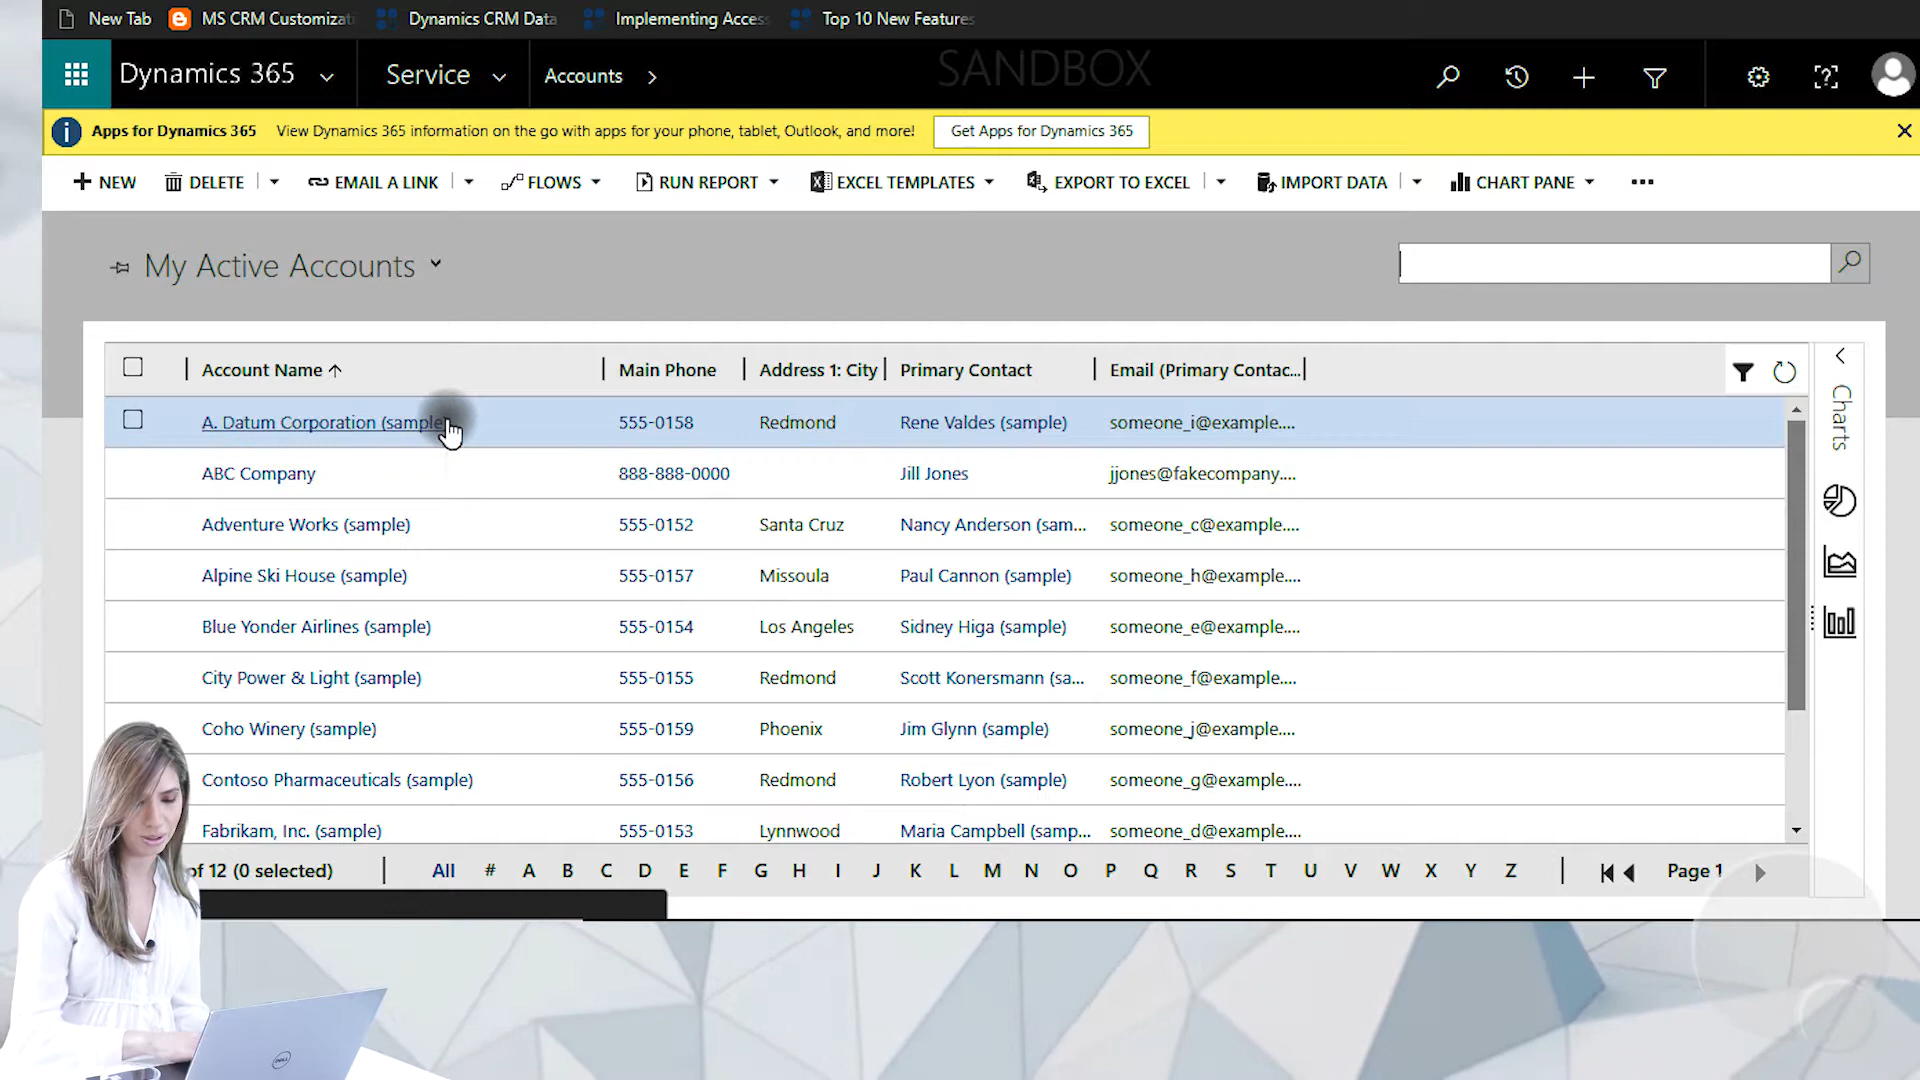 New Tab MS CRM Customizati Dynamics CRM Data Implementing Access Top 10 New Features
Dynamics 365 Service Accounts SANDBOX
Apps for Dynamics 365 View Dynamics 365 information on the go with apps for your phone, tablet, Outlook, and more! Get Apps for Dynamics 365
NEW DELETE EMAIL A LINK FLOWS RUN REPORT EXCEL TEMPLATES EXPORT TO EXCEL IMPORT DATA CHART PANE
My Active Accounts
Account Name Main Phone Address 1: City Primary Contact Email (Primary Contac...
A. Datum Corporation (sample 555-0158 Redmond Rene Valdes (sample) someone_i@example....
ABC Company 888-888-0000 Jill Jones jjones@fakecompany....
Adventure Works (sample) 555-0152 Santa Cruz Nancy Anderson (sam... someone_c@example....
Alpine Ski House (sample) 555-0157 Missoula Paul Cannon (sample) someone_h@example....
Blue Yonder Airlines (sample) 555-0154 Los Angeles Sidney Higa (sample) someone_e@example....
City Power & Light (sample) 555-0155 Redmond Scott Konersmann (sa... someone_f@example....
Coho Winery (sample) 555-0159 Phoenix Jim Glynn (sample) someone_j@example....
Contoso Pharmaceuticals (sample) 555-0156 Redmond Robert Lyon (sample) someone_g@example....
Fabrikam, Inc. (sample) 555-0153 Lynnwood Maria Campbell (samp... someone_d@example....
Charts
of 12 (0 selected) All # A B C D E F G H I J K L M N O P Q R S T U V W X Y Z Page 1
DELL